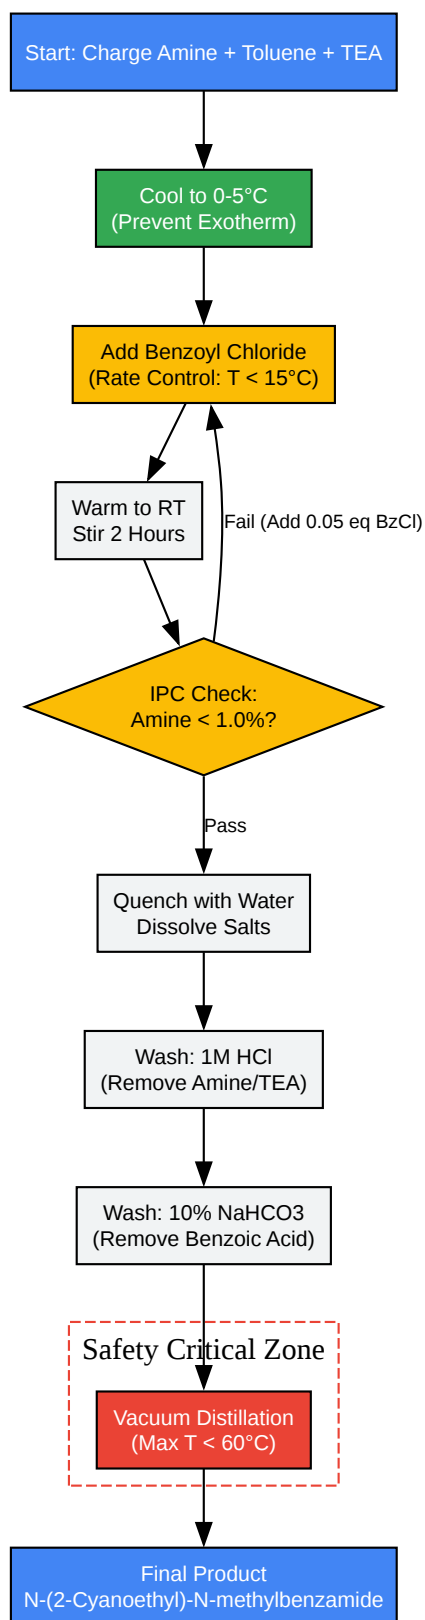 Start: Charge Amine + Toluene + TEA
Cool to 0-5°C
(Prevent Exotherm)
Add Benzoyl Chloride
(Rate Control: T < 15°C)
Warm to RT
Stir 2 Hours
Fail (Add 0.05 eq BzCl)
IPC Check:
Amine < 1.0%?
Pass
Quench with Water
Dissolve Salts
Wash: 1M HCl
(Remove Amine/TEA)
Wash: 10% NaHCO3
(Remove Benzoic Acid)
Safety Critical Zone
Vacuum Distillation
(Max T < 60°C)
Final Product
N-(2-Cyanoethyl)-N-methylbenzamide